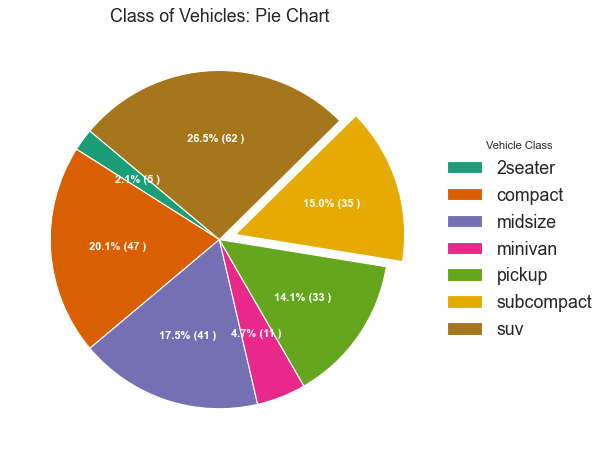 Class of Vehicles: Pie Chart
26.5% (62 )
2.1% (5 )
15.0% (35 )
20.1% (47 )
14.1% (33 )
17.5% (41 )
4.7% (11 )
Vehicle Class
2seater
compact
midsize
minivan
pickup
subcompact
suv